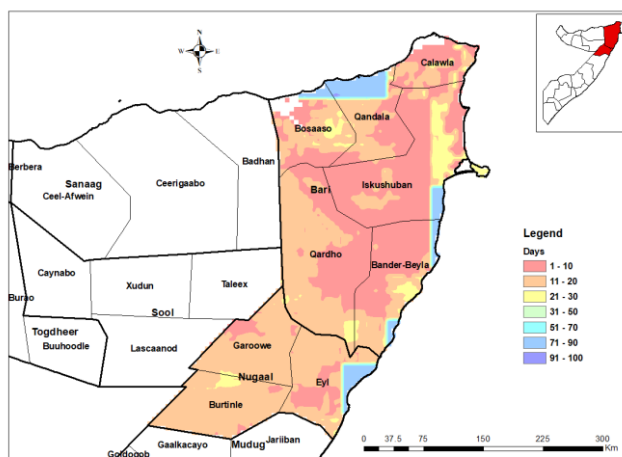 N
W E
S
Calawla
Qandala
Bosaaso
Badhan
Berbera
Sanaag
Ceerigaabo
Ceel-Afwein
Bari
Iskushuban
Qardho
Bander-Beyla
Caynabo
Xudun
Taleex
Burao
Sool
Togdheer
Buuhoodle
Lascaanod
Garoowe
Nugaal
Eyl
Burtinle
Gaalkacayo
Mudug
Jariiban
Goldogob
Legend
Days
1 - 10
11 - 20
21 - 30
31 - 50
51 - 70
71 - 90
91 - 100
0 37.5 75 150 225 300
Km